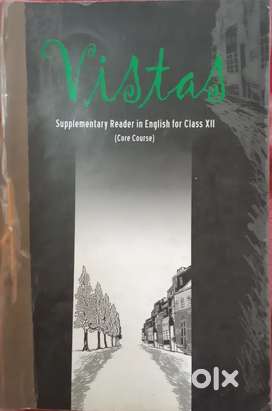 Vistas
Supplementary Reader in English for Class XII
(Core Course)
olx